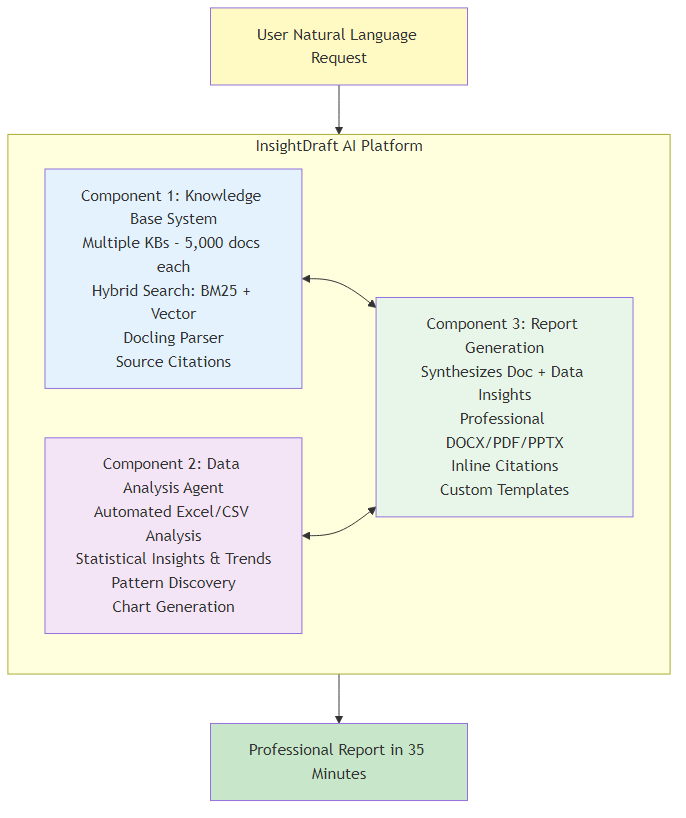 User Natural Language
Request
InsightDraft AI Platform
Component 1: Knowledge
Base System
Multiple KBs - 5,000 docs
each
Hybrid Search: BM25 +
Vector
Docling Parser
Source Citations
Component 2: Data
Analysis Agent
Automated Excel/CSV
Analysis
Statistical Insights & Trends
Pattern Discovery
Chart Generation
Component 3: Report
Generation
Synthesizes Doc + Data
Insights
Professional
DOCX/PDF/PPTX
Inline Citations
Custom Templates
Professional Report in 35
Minutes